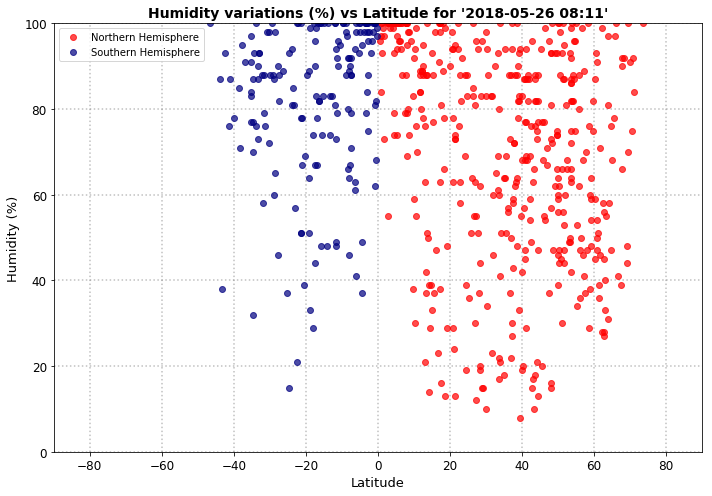 Humidity variations (%) vs Latitude for '2018-05-26 08:11'
Northern Hemisphere
Southern Hemisphere
Humidity (%)
100
80
60
40
20
0
−80 −60 −40 −20 0 20 40 60 80
Latitude